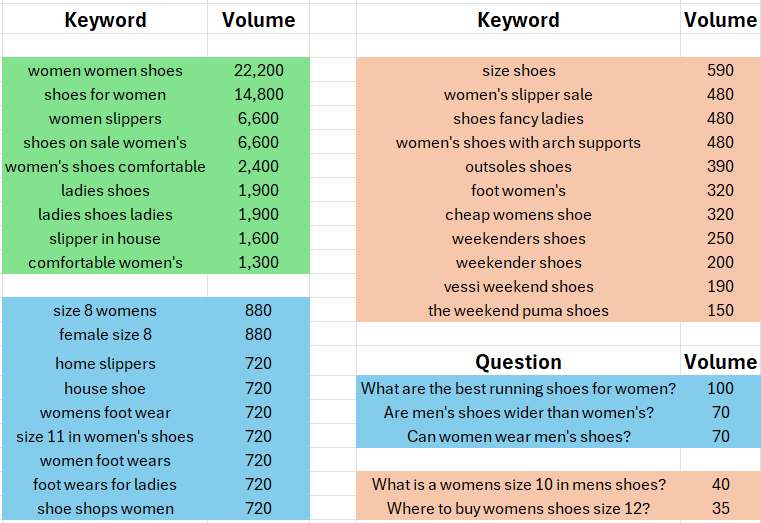 Keyword Volume
women women shoes 22,200
shoes for women 14,800
women slippers 6,600
shoes on sale women's 6,600
women's shoes comfortable 2,400
ladies shoes 1,900
ladies shoes ladies 1,900
slipper in house 1,600
comfortable women's 1,300
size 8 womens 880
female size 8 880
home slippers 720
house shoe 720
womens foot wear 720
size 11 in women's shoes 720
women foot wears 720
foot wears for ladies 720
shoe shops women 720
Keyword Volume
size shoes 590
women's slipper sale 480
shoes fancy ladies 480
women's shoes with arch supports 480
outsoles shoes 390
foot women's 320
cheap womens shoe 320
weekenders shoes 250
weekender shoes 200
vessi weekend shoes 190
the weekend puma shoes 150
Question Volume
What are the best running shoes for women? 100
Are men's shoes wider than women's? 70
Can women wear men's shoes? 70
What is a womens size 10 in mens shoes? 40
Where to buy womens shoes size 12? 35